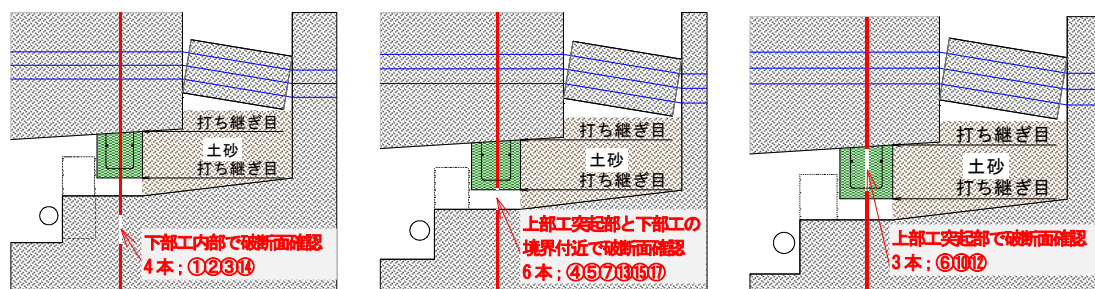 打ち継ぎ目
土砂
打ち継ぎ目
下部工内部で破断面確認
4本；①②③⑭
打ち継ぎ目
土砂
打ち継ぎ目
上部工突起部と下部工の
境界付近で破断面確認
6本；④⑤⑦⑬⑮⑰
打ち継ぎ目
土砂
打ち継ぎ目
上部工突起部で破断面確認
3本；⑥⑩⑫